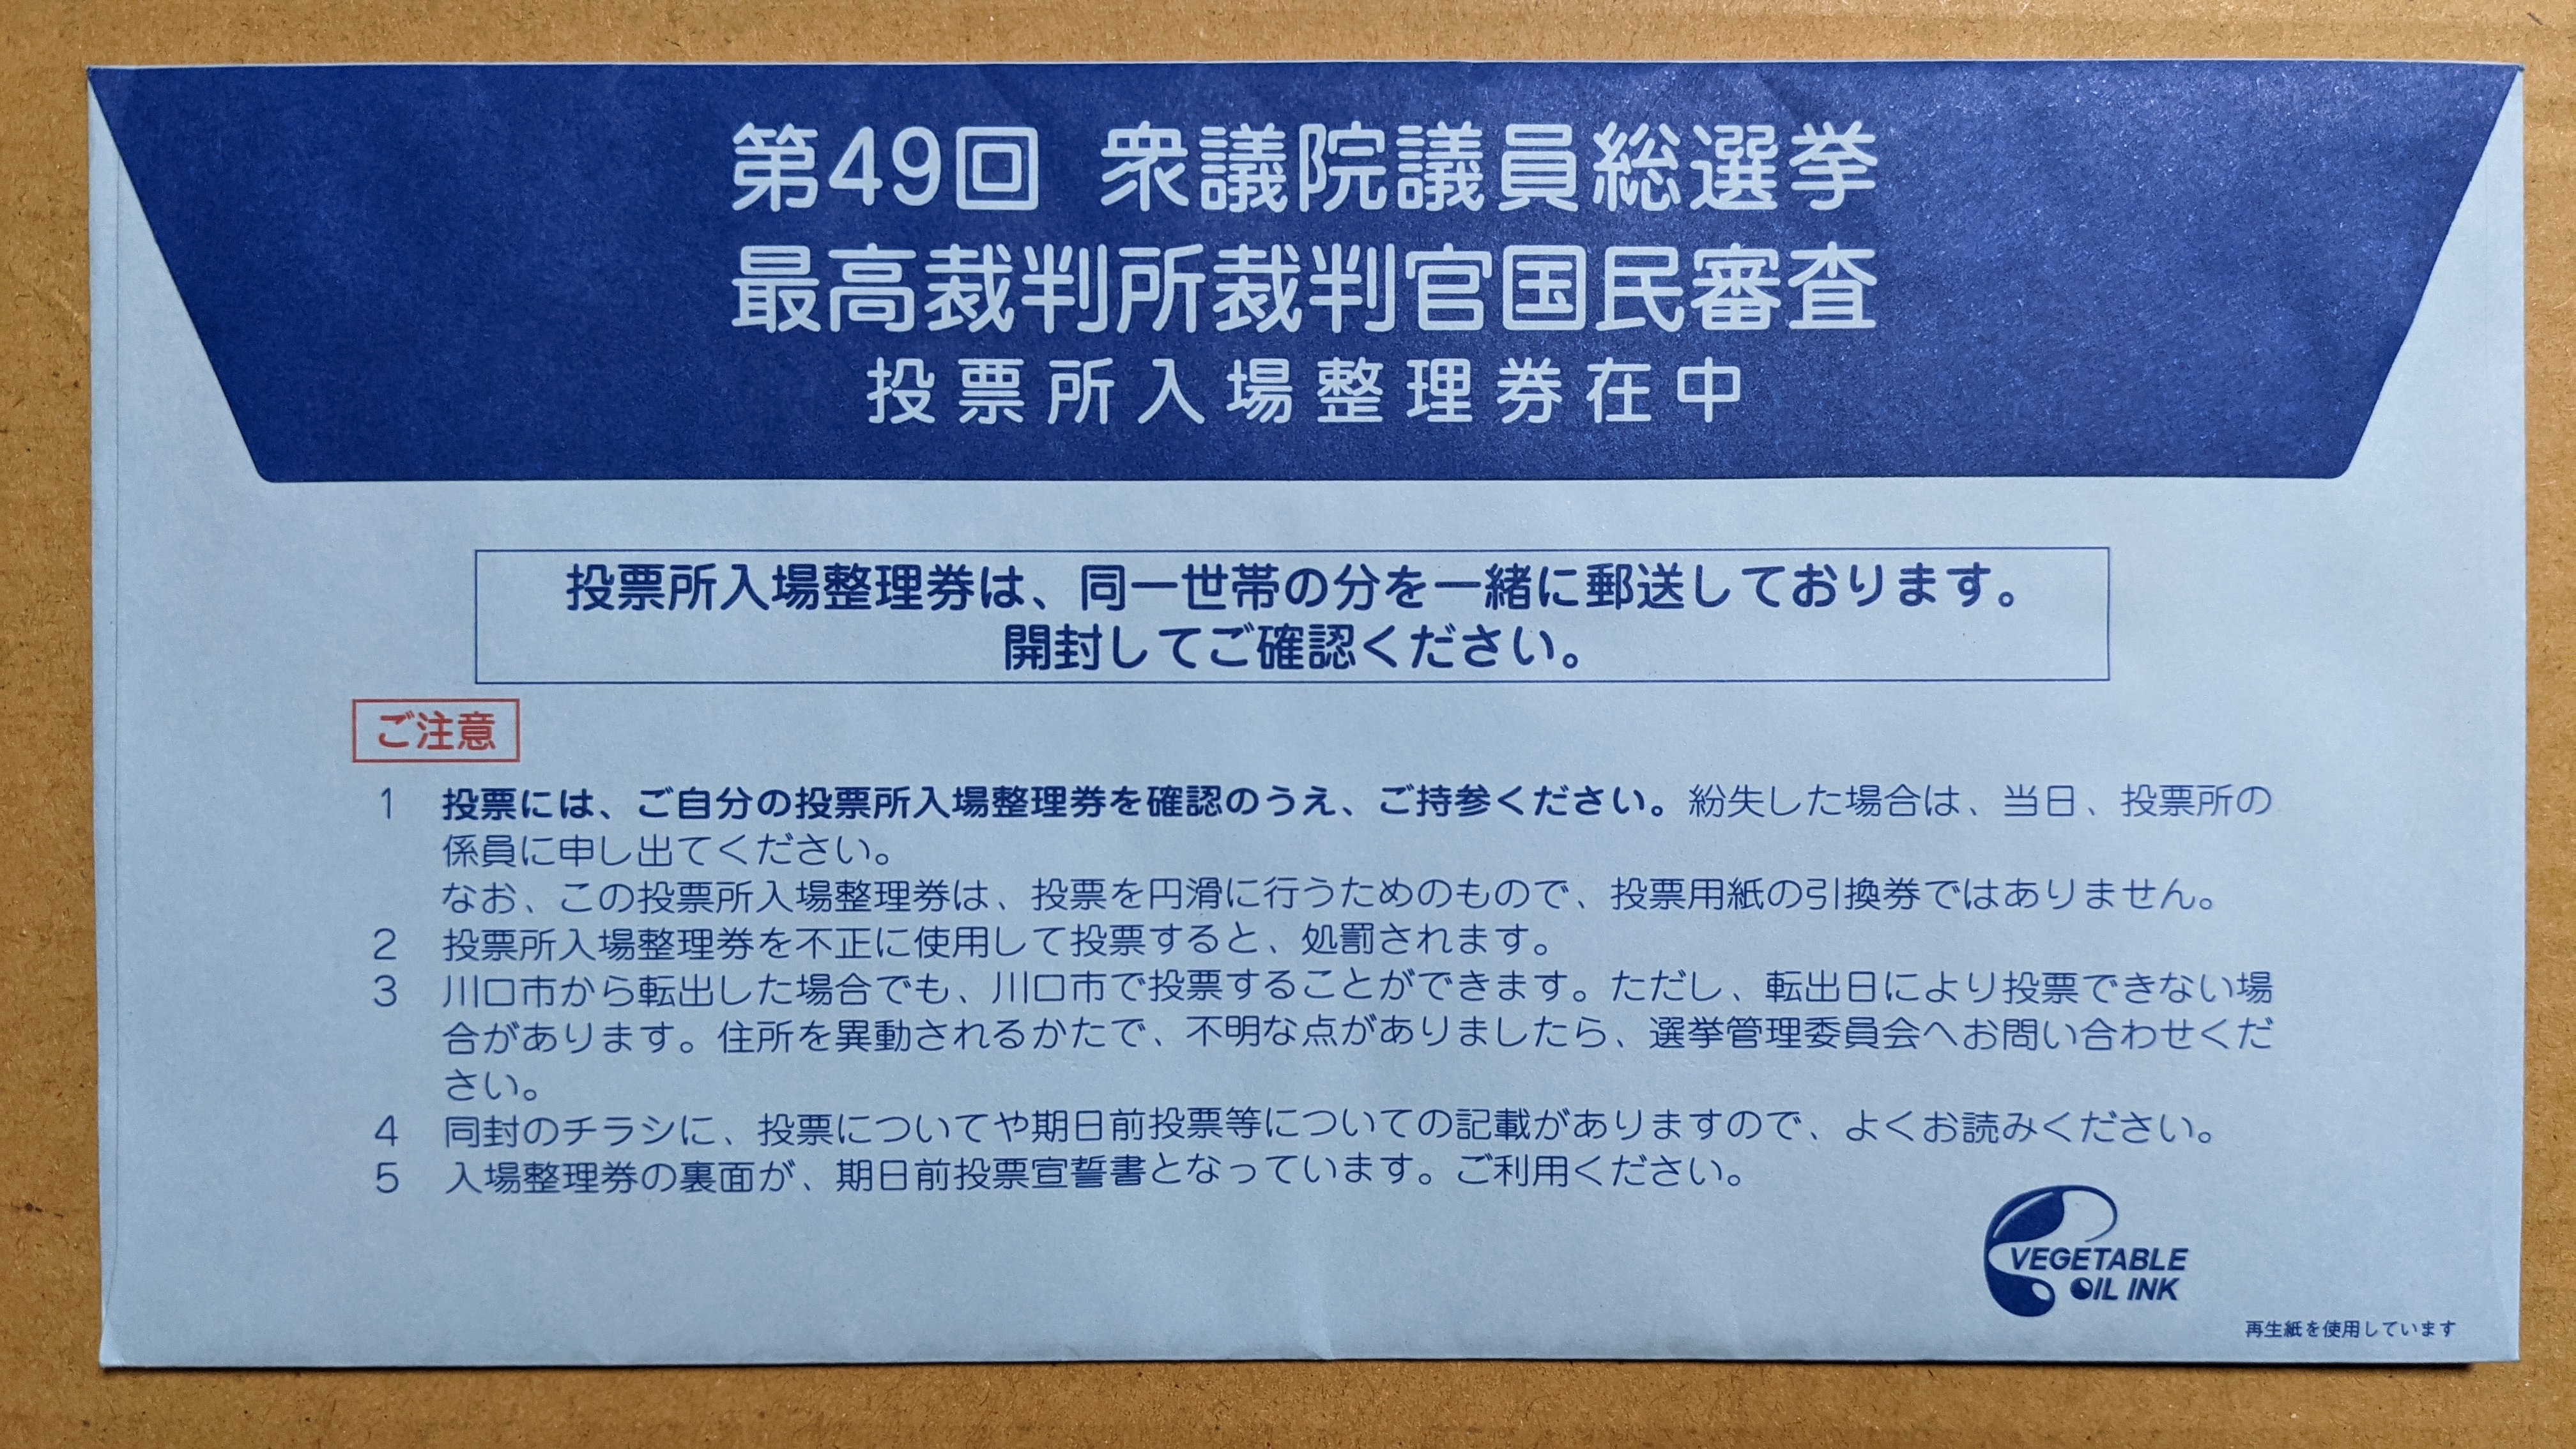 第49回 衆議院議員総選挙
最高裁判所裁判官国民審査
投票所入場整理券在中
投票所入場整理券は、同一世帯の分を一緒に郵送しております。
開封してご確認ください。
ご注意
1 投票には、ご自分の投票所入場整理券を確認のうえ、ご持参ください。紛失した場合は、当日、投票所の
係員に申し出てください。
なお、この投票所入場整理券は、投票を円滑に行うためのもので、投票用紙の引換券ではありません。
2 投票所入場整理券を不正に使用して投票すると、処罰されます。
3 川口市から転出した場合でも、川口市で投票することができます。ただし、転出日により投票できない場
合があります。住所を異動されるかたで、不明な点がありましたら、選挙管理委員会へお問い合わせくだ
さい。
4 同封のチラシに、投票についてや期日前投票等についての記載がありますので、よくお読みください。
5 入場整理券の裏面が、期日前投票宣誓書となっています。ご利用ください。
VEGETABLE
OIL INK
再生紙を使用しています